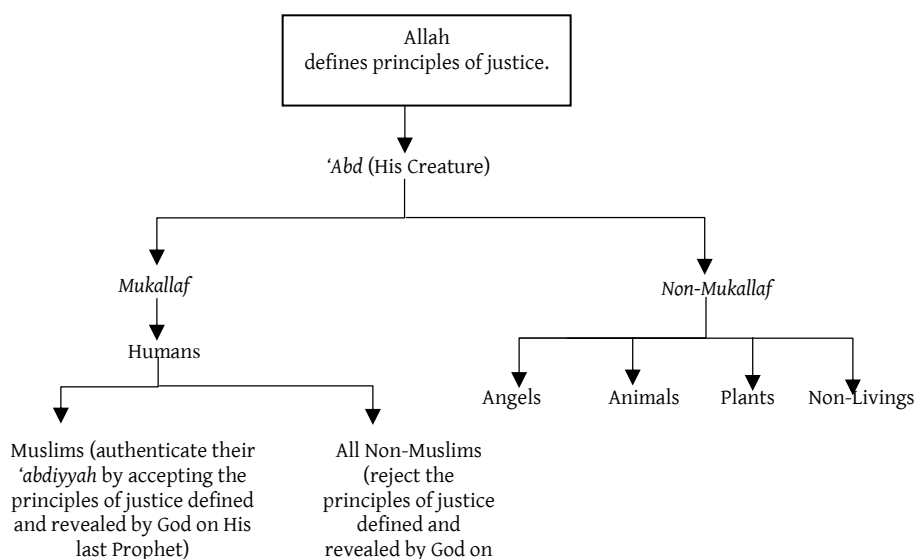 Allah
defines principles of justice.
‘Abd (His Creature)
Mukallaf
Non-Mukallaf
Humans
Angels
Animals
Plants
Non-Livings
Muslims (authenticate their
‘abdiyyah by accepting the
principles of justice defined
and revealed by God on His
last Prophet)
All Non-Muslims
(reject the
principles of justice
defined and
revealed by God on